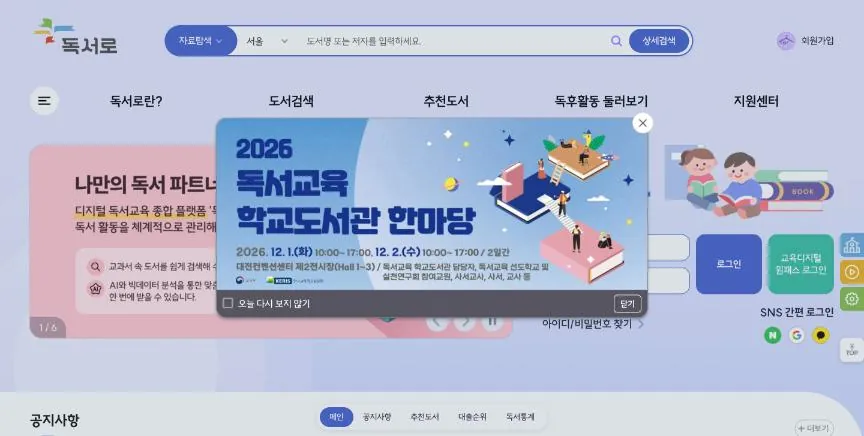 독서로
자료탐색
서울
도서명 또는 저자를 입력하세요.
상세검색
회원가입
독서로란?
도서검색
추천도서
독후활동 둘러보기
지원센터
나만의 독서 파트너
디지털 독서교육 종합 플랫폼
독서 활동을 체계적으로 관리해
교과서 속 도서를 쉽게 검색해
AI와 빅데이터 분석을 통한 맞춤
한 번에 받을 수 있습니다.
1 / 6
2026
독서교육
학교도서관 한마당
2026. 12. 1.(화) 10:00~17:00, 12. 2.(수) 10:00~17:00 / 2일간
대전컨벤션센터 제2전시장(Hall 1~3) / 독서교육 학교도서관 담당자, 독서교육 선도학교 및
실천연구회 참여교원, 사서교사, 사서, 교사 등
교육부
KERIS
오늘 다시 보지 않기
닫기
BOOK
로그인
교육디지털
원패스 로그인
아이디/비밀번호 찾기
SNS 간편 로그인
N
G
TOP
공지사항
메인
공지사항
추천도서
대출순위
독서통계
+ 더보기